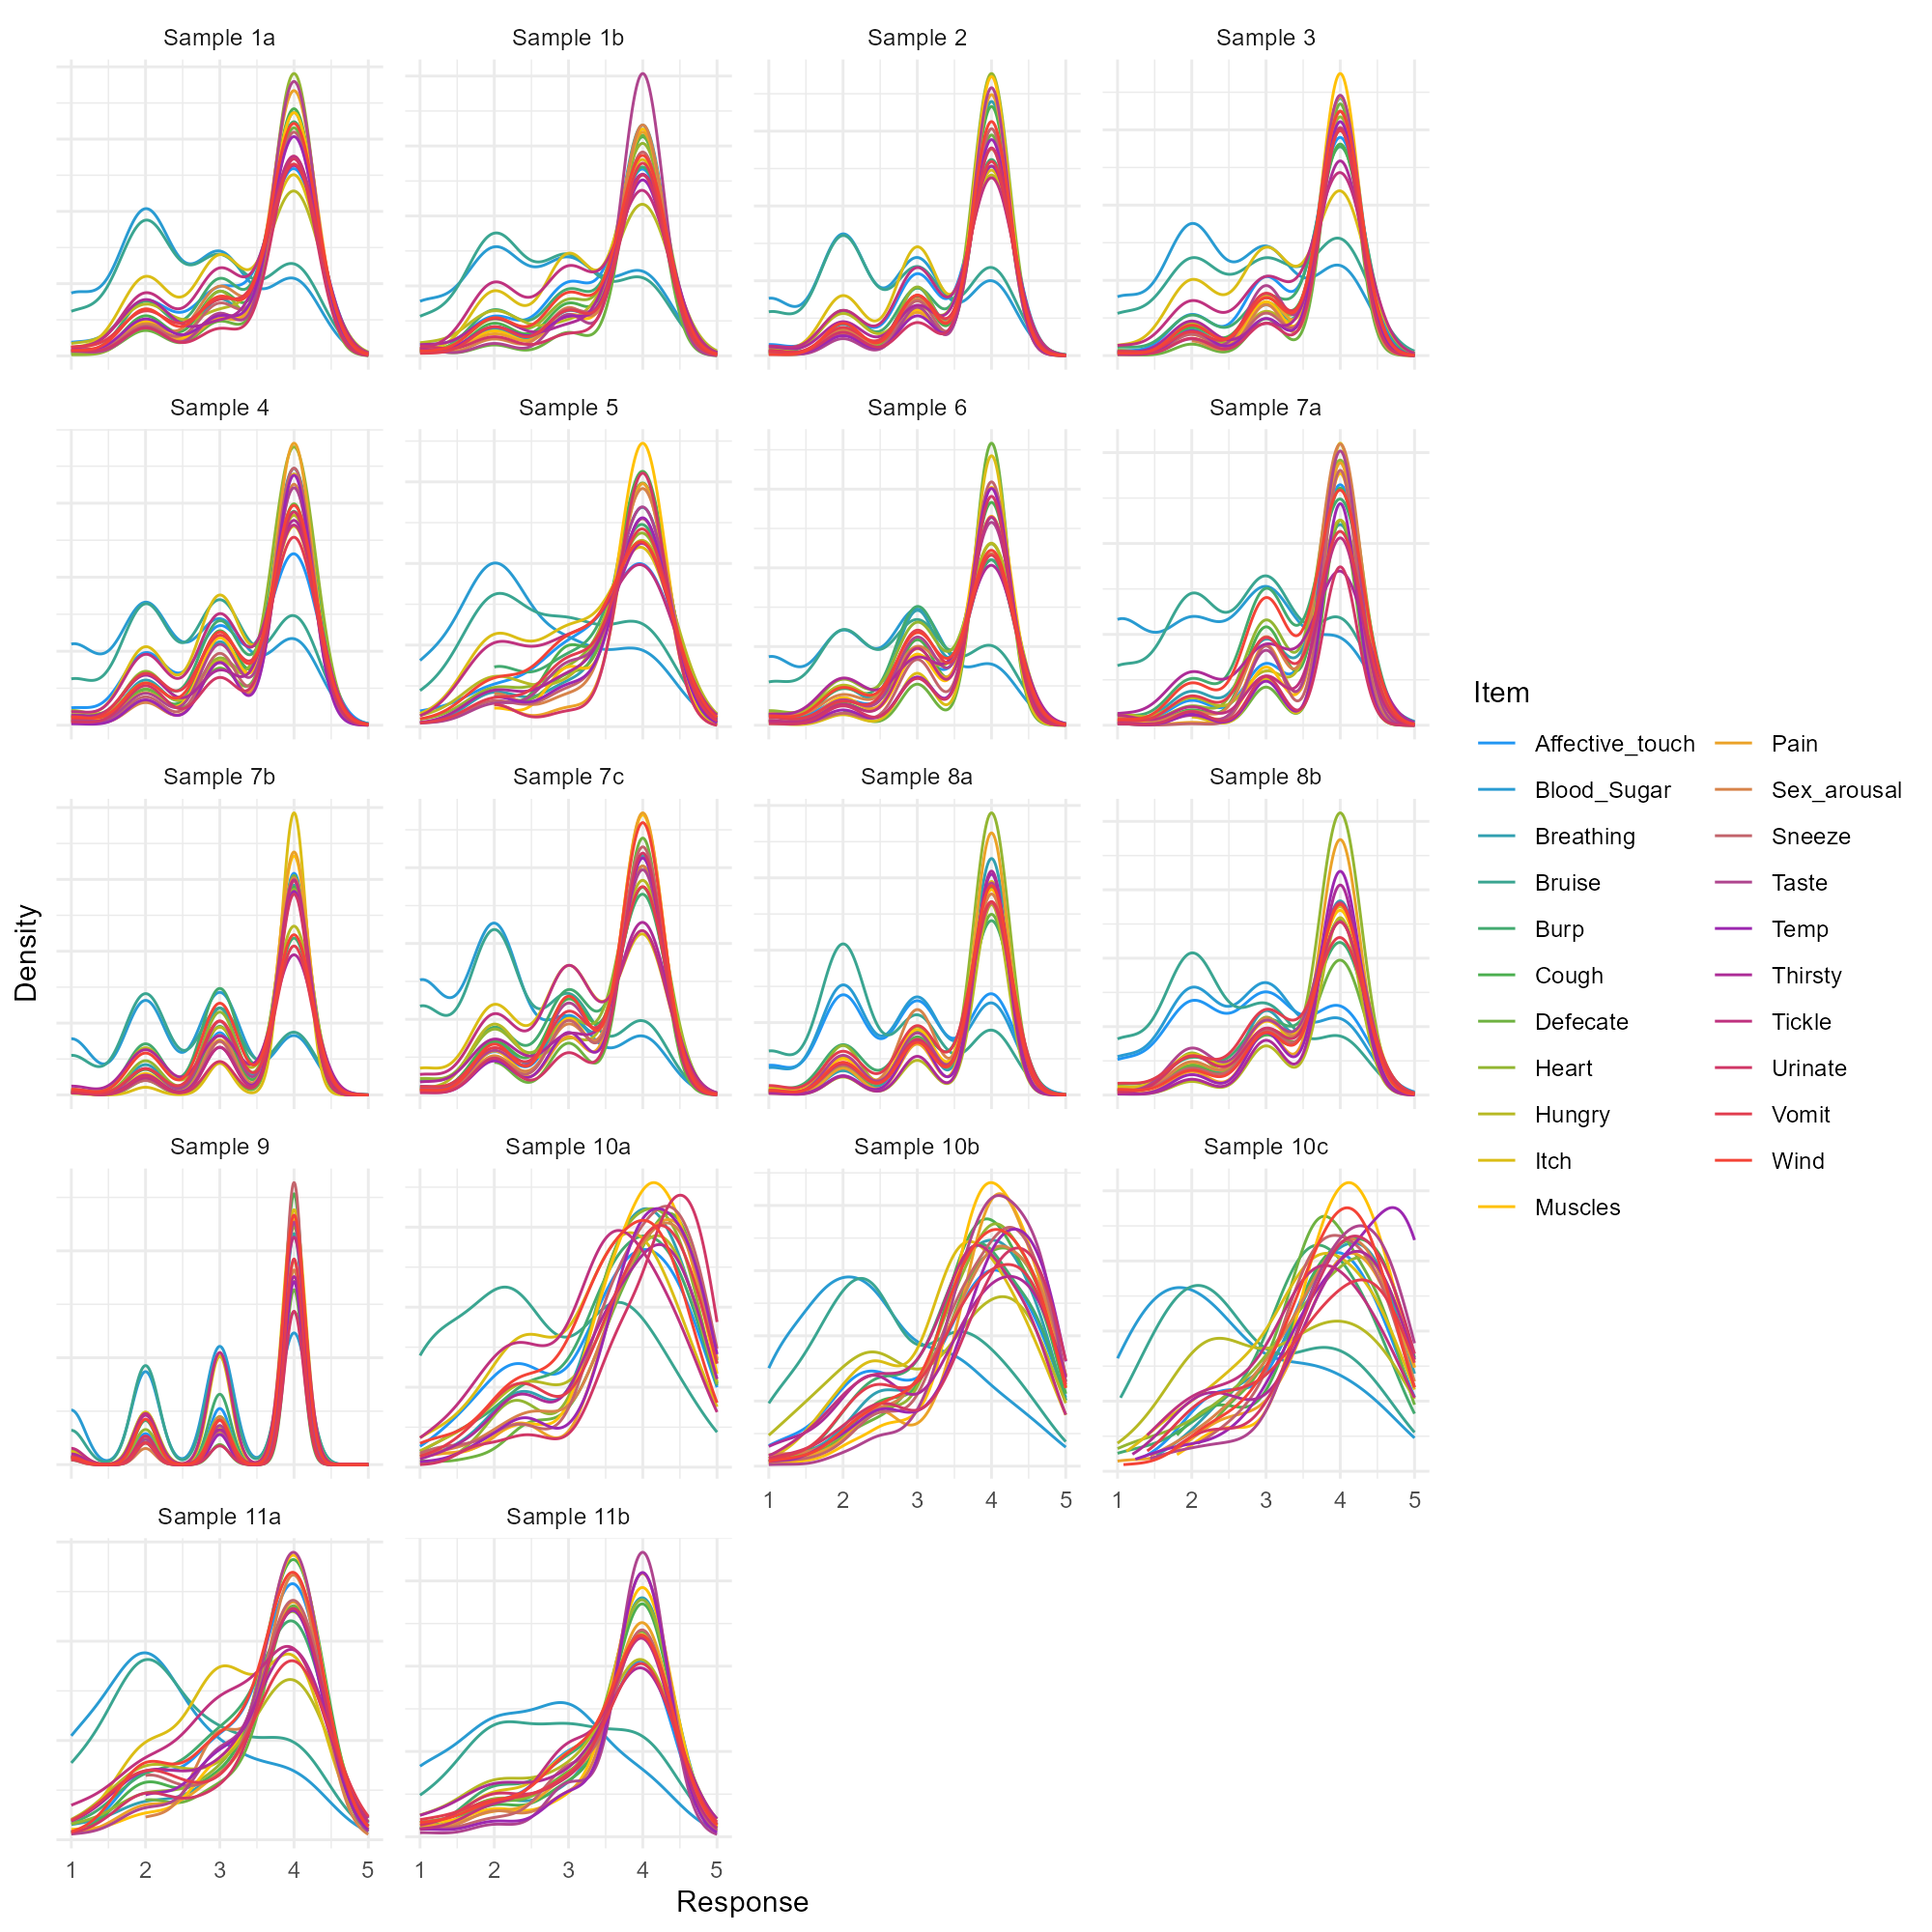 Sample 1a
Sample 1b
Sample 2
Sample 3
Sample 4
Sample 5
Sample 6
Sample 7a
Sample 7b
Sample 7c
Sample 8a
Sample 8b
Sample 9
Sample 10a
Sample 10b
Sample 10c
1 2 3 4 5
1 2 3 4 5
Sample 11a
Sample 11b
1 2 3 4 5
1 2 3 4 5
Response
Density
Item
Affective_touch
Blood_Sugar
Breathing
Bruise
Burp
Cough
Defecate
Heart
Hungry
Itch
Muscles
Pain
Sex_arousal
Sneeze
Taste
Temp
Thirsty
Tickle
Urinate
Vomit
Wind